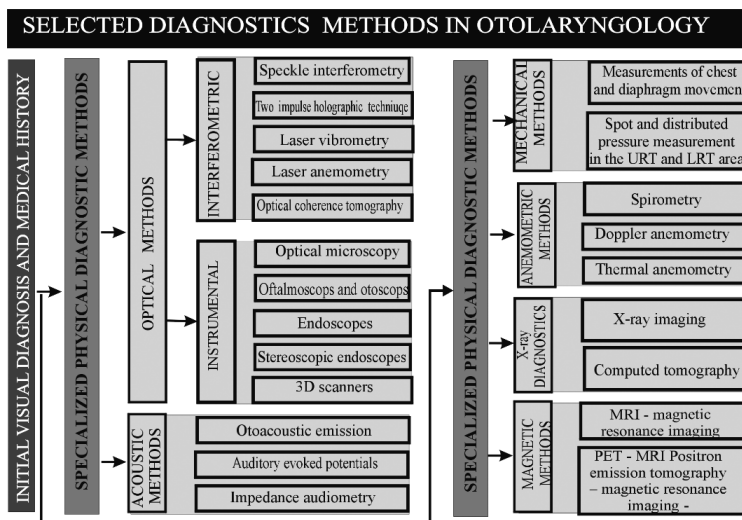 SELECTED DIAGNOSTICS METHODS IN OTOLARYNGOLOGY
INITIAL VISUAL DIAGNOSIS AND MEDICAL HISTORY
SPECIALIZED PHYSICAL DIAGNOSTIC METHODS
OPTICAL METHODS
INTERFEROMETRIC
Speckle interferometry
Two impulse holographic techniuqe
Laser vibrometry
Laser anemometry
Optical coherence tomography
INSTRUMENTAL
Optical microscopy
Oftalmoscops and otoscops
Endoscopes
Stereoscopic endoscopes
3D scanners
ACOUSTIC
METHODS
Otoacoustic emission
Auditory evoked potentials
Impedance audiometry
SPECIALIZED PHYSICAL DIAGNOSTIC METHODS
MECHANICAL
METHODS
Measurements of chest
and diaphragm movemen
Spot and distributed
pressure measurement
in the URT and LRT area
ANEMOMETRIC
METHODS
Spirometry
Doppler anemometry
Thermal anemometry
X-ray
DIAGNOSTICS
X-ray imaging
Computed tomography
MAGNETIC
METHODS
MRI - magnetic
resonance imaging
PET - MRI Positron
emission tomography
– magnetic resonance
imaging -